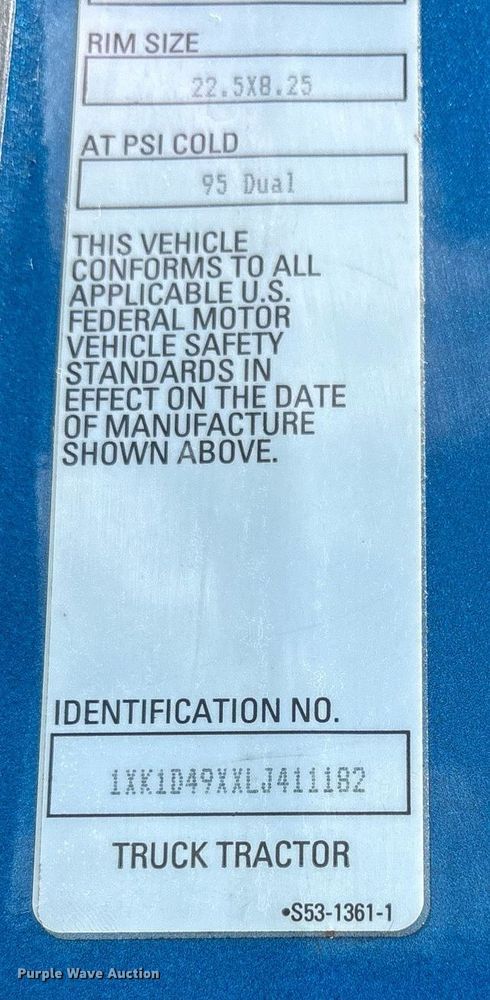 RIM SIZE
22.5X8.25
AT PSI COLD
95 Dual
THIS VEHICLE
CONFORMS TO ALL
APPLICABLE U.S.
FEDERAL MOTOR
VEHICLE SAFETY
STANDARDS IN
EFFECT ON THE DATE
OF MANUFACTURE
SHOWN ABOVE.
IDENTIFICATION NO.
1XK1D49XXLJ411182
TRUCK TRACTOR
•S53-1361-1
Purple Wave Auction